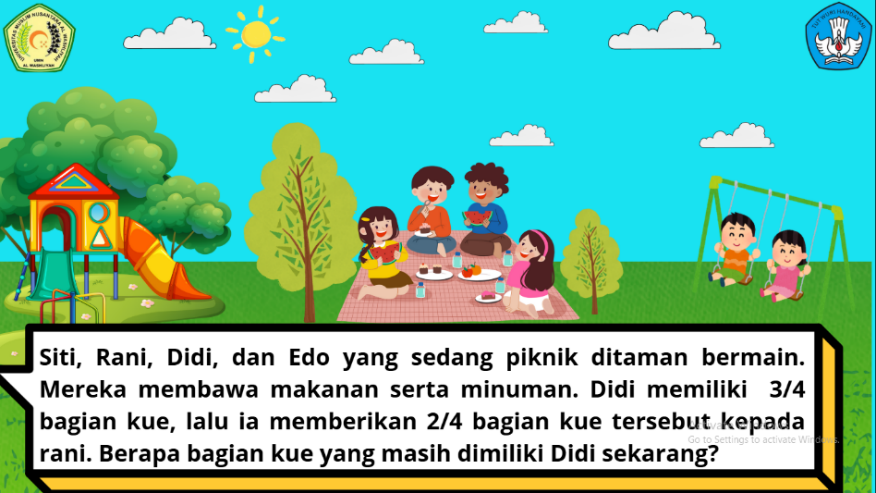 Siti, Rani, Didi, dan Edo yang sedang piknik ditaman bermain.
Mereka membawa makanan serta minuman. Didi memiliki 3/4
bagian kue, lalu ia memberikan 2/4 bagian kue tersebut kepada
rani. Berapa bagian kue yang masih dimiliki Didi sekarang?
Activate Windows
Go to Settings to activate Windows.
UNIVERSITAS MUSLIM NUSANTARA AL WASHLIYAH
UMN
AL WASHLIYAH
TUT WURI HANDAYANI